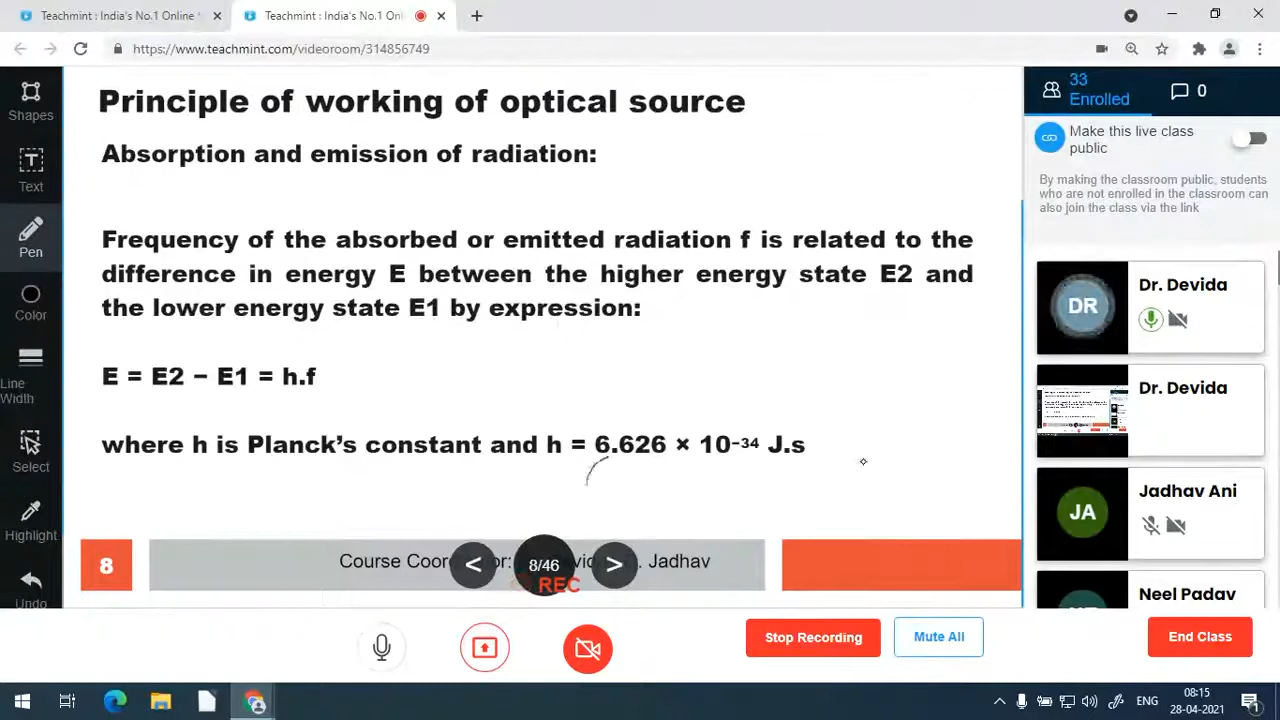 Teachmint : India's No.1 Online
Teachmint : India's No.1 Onl
https://www.teachmint.com/videoroom/314856749
Shapes
Text
Pen
Color
Line
Width
Select
Highlight
Undo
Principle of working of optical source
Absorption and emission of radiation:
Frequency of the absorbed or emitted radiation f is related to the
difference in energy E between the higher energy state E2 and
the lower energy state E1 by expression:
E = E2 − E1 = h.f
where h is Planck’s constant and h = 6.626 × 10⁻³⁴ J.s
8
Course Coor Jadhav
< 8/46 >
REC
33
Enrolled
0
Make this live class
public
By making the classroom public, students
who are not enrolled in the classroom can
also join the class via the link
DR
Dr. Devida
Dr. Devida
JA
Jadhav Ani
Neel Padav
Stop Recording
Mute All
End Class
ENG
08:15
28-04-2021
1